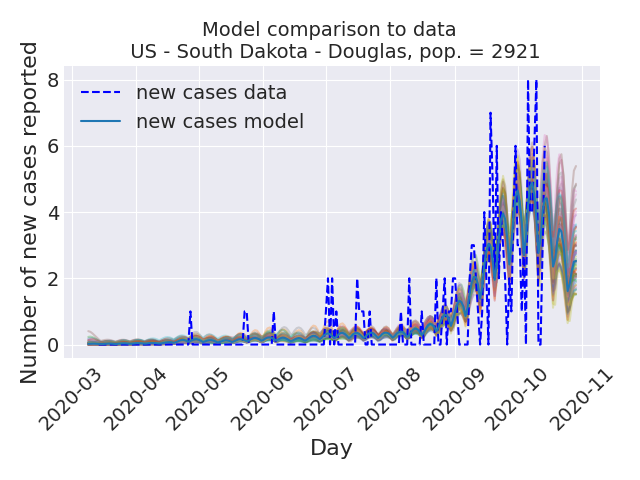 Model comparison to data
US - South Dakota - Douglas, pop. = 2921
Number of new cases reported
8
6
4
2
0
new cases data
new cases model
2020-03
2020-04
2020-05
2020-06
2020-07
2020-08
2020-09
2020-10
2020-11
Day